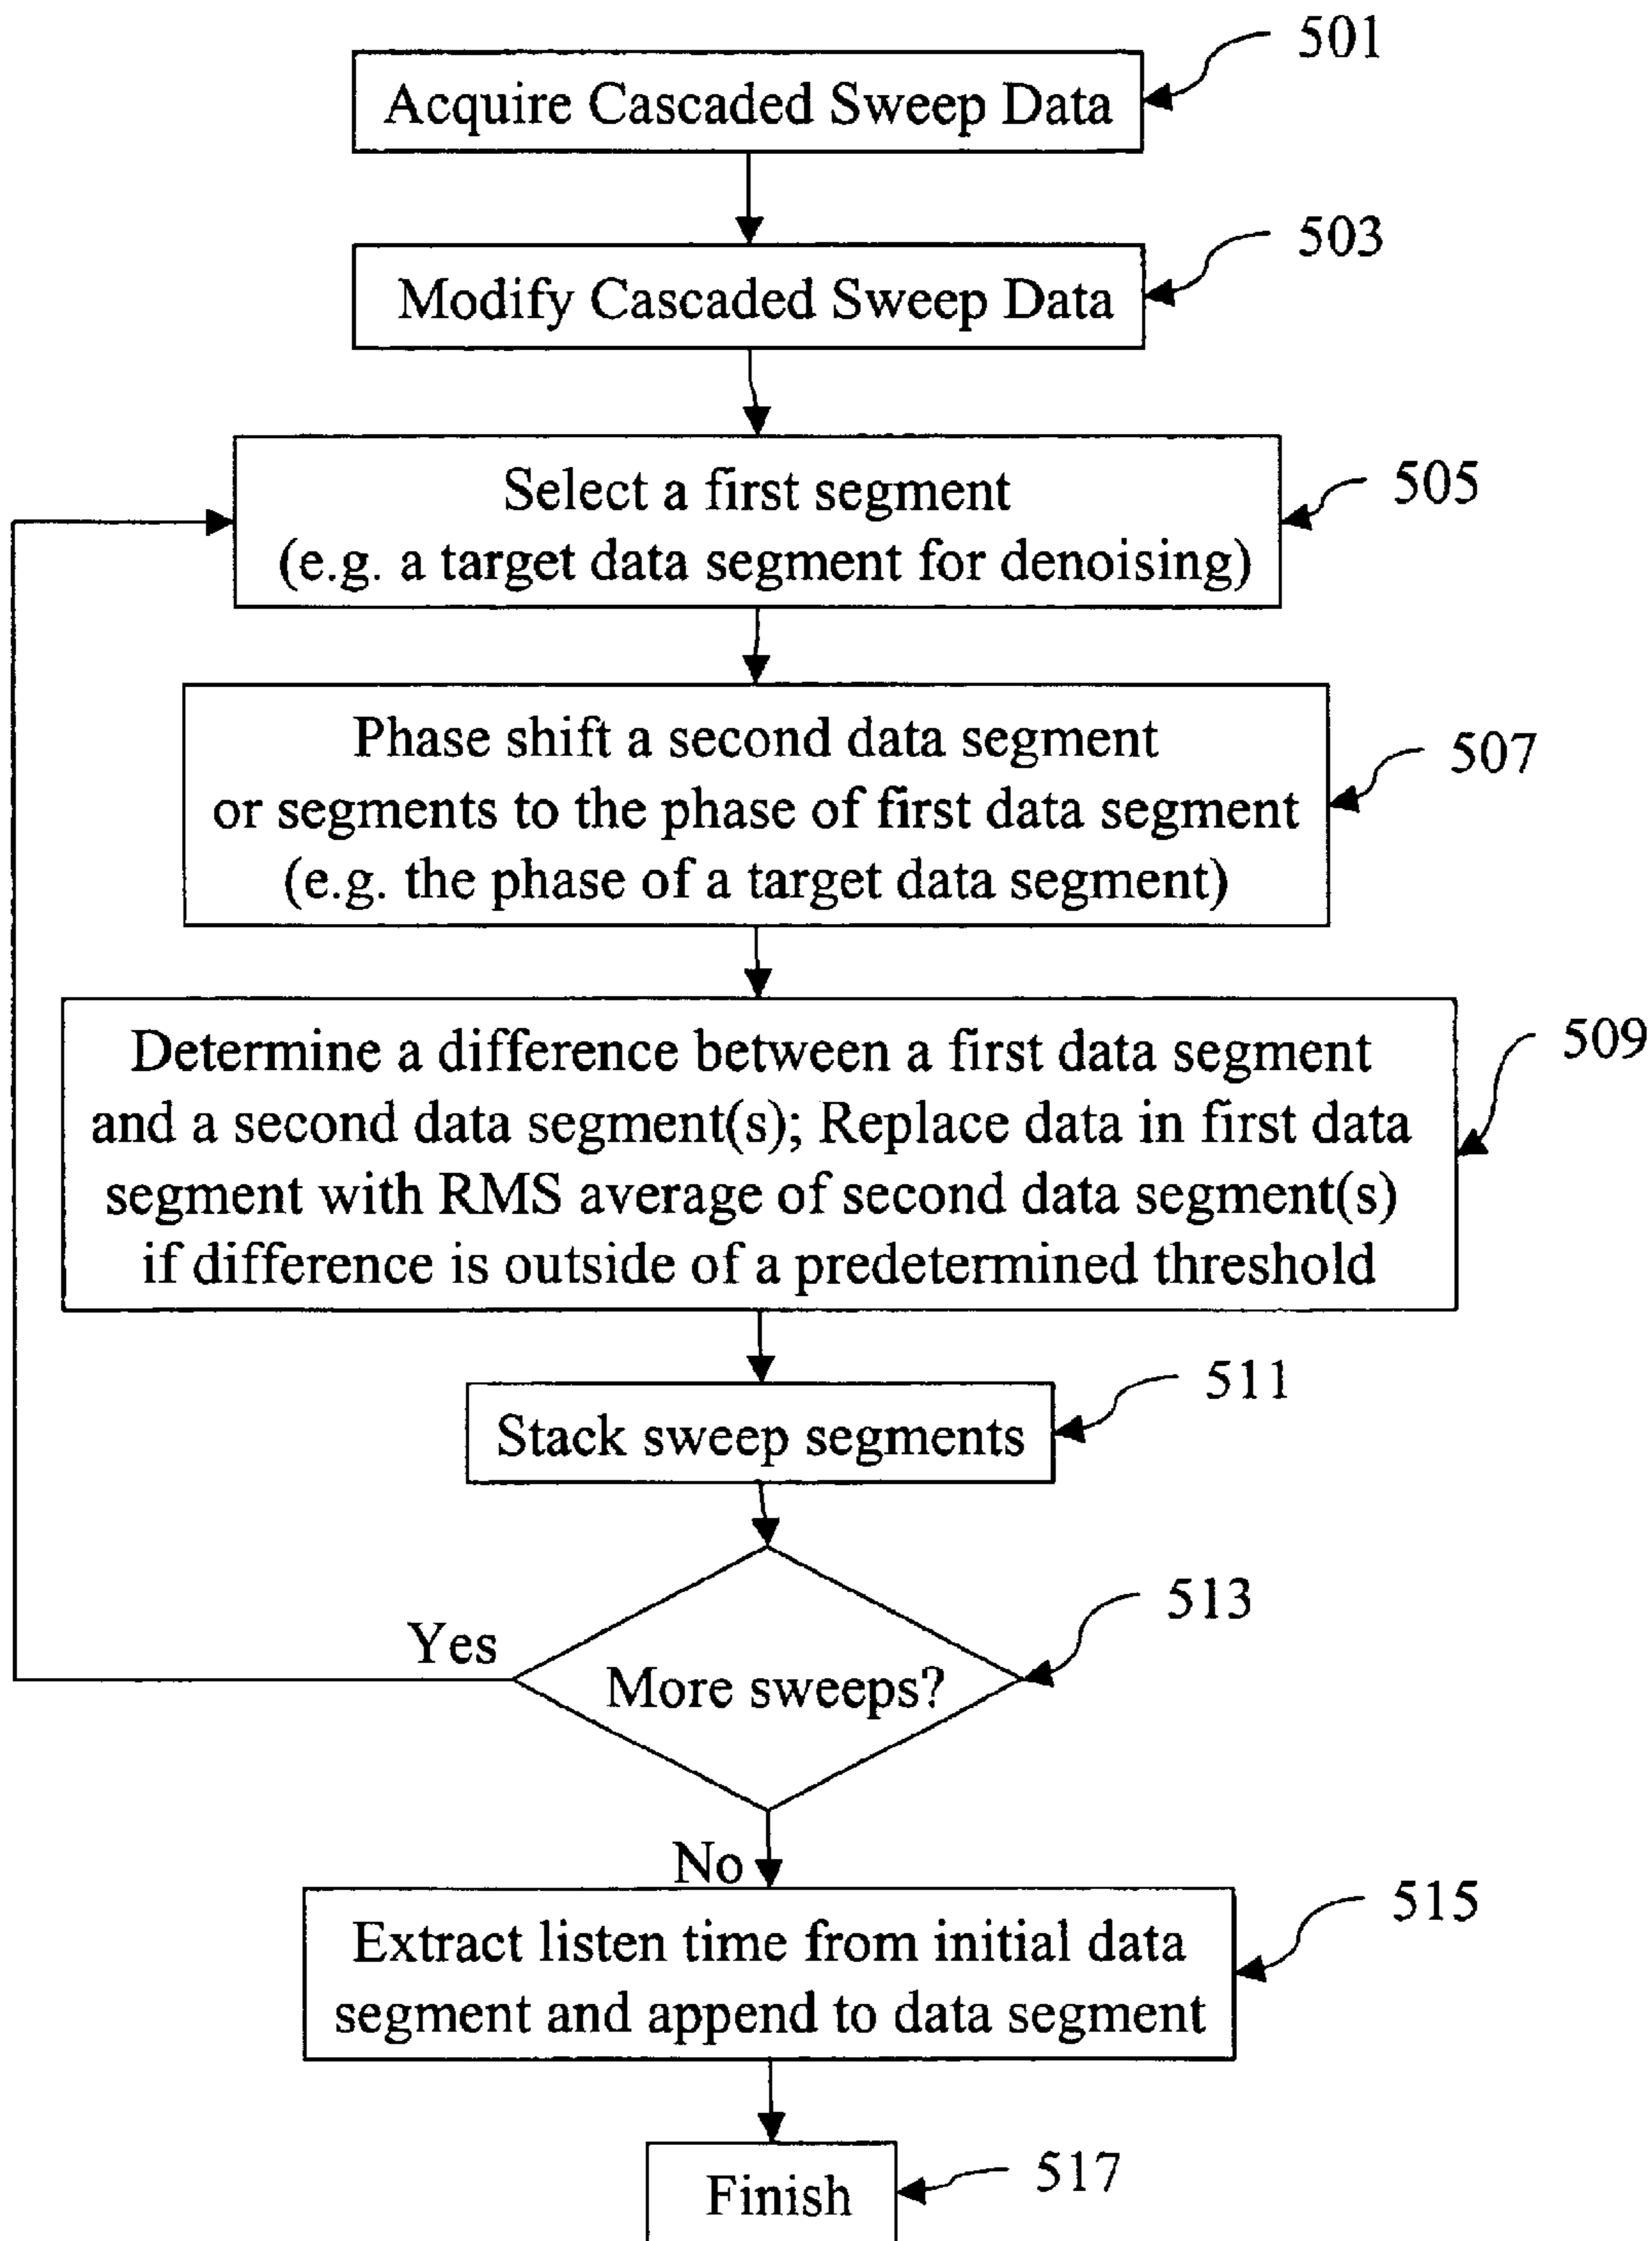 501
Acquire Cascaded Sweep Data
503
Modify Cascaded Sweep Data
505
Select a first segment
(e.g. a target data segment for denoising)
507
Phase shift a second data segment
or segments to the phase of first data segment
(e.g. the phase of a target data segment)
509
Determine a difference between a first data segment
and a second data segment(s); Replace data in first data
segment with RMS average of second data segment(s)
if difference is outside of a predetermined threshold
511
Stack sweep segments
513
Yes
More sweeps?
No
515
Extract listen time from initial data
segment and append to data segment
517
Finish